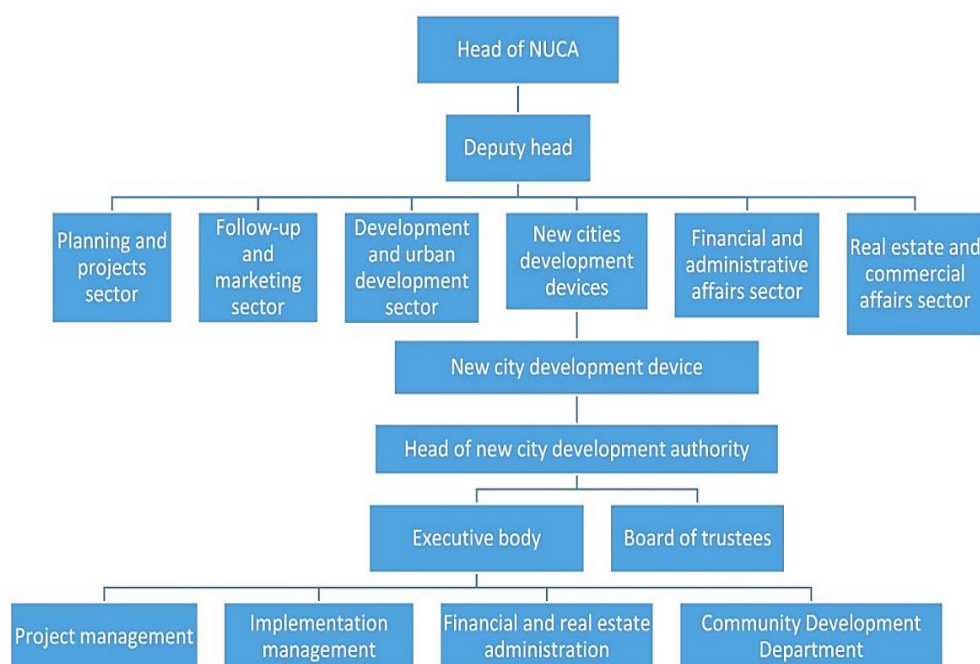 Head of NUCA
Deputy head
Planning and
projects
sector
Follow-up
and
marketing
sector
Development
and urban
development
sector
New cities
development
devices
Financial and
administrative
affairs sector
Real estate and
commercial
affairs sector
New city development device
Head of new city development authority
Executive body
Board of trustees
Project management
Implementation
management
Financial and real estate
administration
Community Development
Department